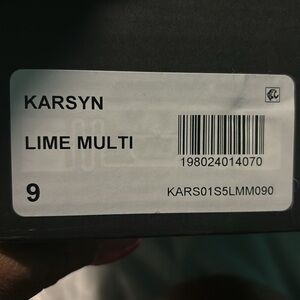 KARSYN
LIME MULTI
198024014070
9
KARS01S5LMM090